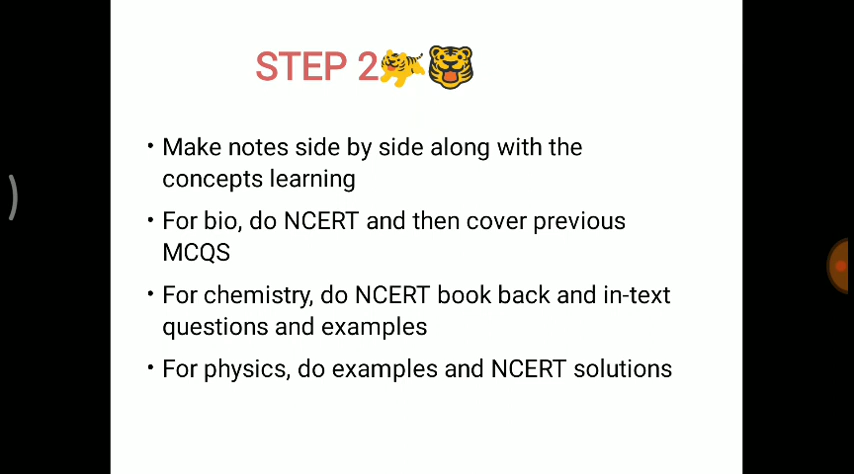 STEP 2🐅🐯
• Make notes side by side along with the
concepts learning
• For bio, do NCERT and then cover previous
MCQS
• For chemistry, do NCERT book back and in-text
questions and examples
• For physics, do examples and NCERT solutions